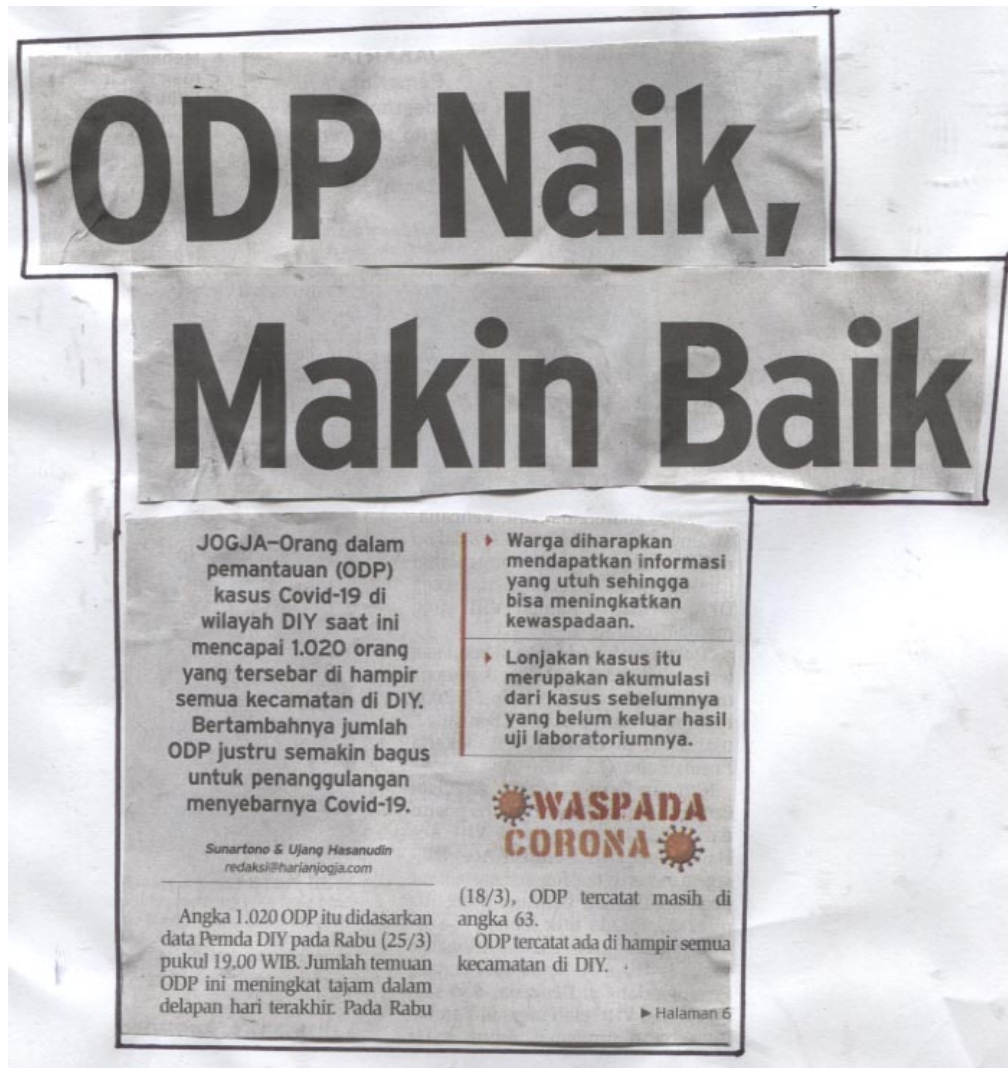 ODP Naik,
Makin Baik
JOGJA—Orang dalam
pemantauan (ODP)
kasus Covid-19 di
wilayah DIY saat ini
mencapai 1.020 orang
yang tersebar di hampir
semua kecamatan di DIY.
Bertambahnya jumlah
ODP justru semakin bagus
untuk penanggulangan
menyebarnya Covid-19.
Sunartono & Ujang Hasanudin
redaksi@harianjogja.com
Angka 1.020 ODP itu didasarkan
data Pemda DIY pada Rabu (25/3)
pukul 19.00 WIB. Jumlah temuan
ODP ini meningkat tajam dalam
delapan hari terakhir. Pada Rabu
Warga diharapkan
mendapatkan informasi
yang utuh sehingga
bisa meningkatkan
kewaspadaan.
Lonjakan kasus itu
merupakan akumulasi
dari kasus sebelumnya
yang belum keluar hasil
uji laboratoriumnya.
WASPADA
CORONA
(18/3), ODP tercatat masih di
angka 63.
ODP tercatat ada di hampir semua
kecamatan di DIY.
Halaman 6